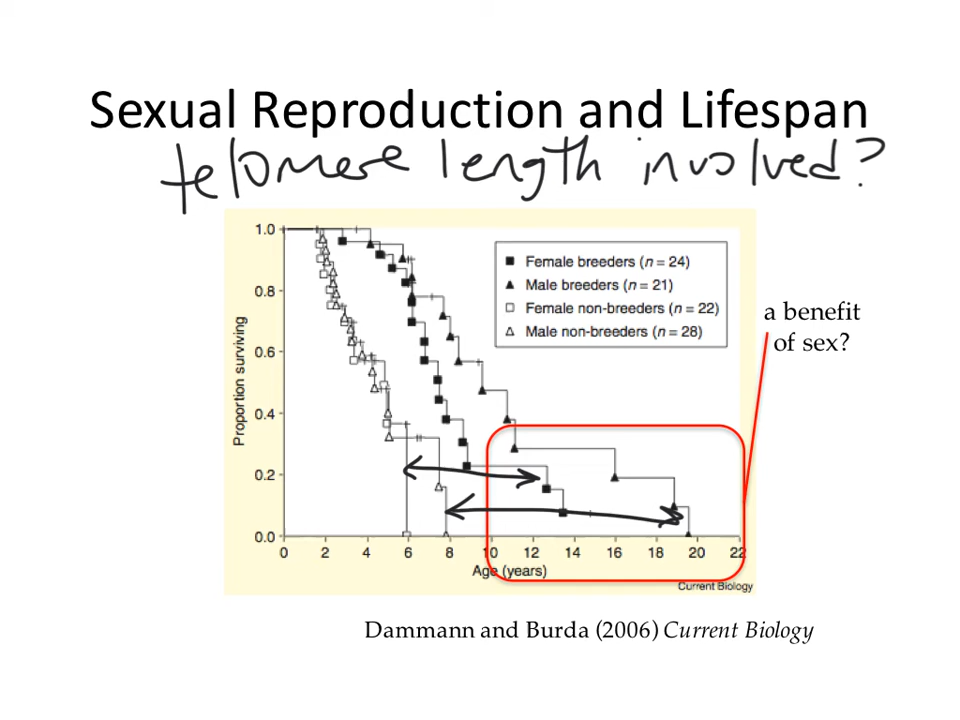 Sexual Reproduction and Lifespan
telomere length involved?
Female breeders (n = 24)
Male breeders (n = 21)
Female non-breeders (n = 22)
Male non-breeders (n = 28)
a benefit
of sex?
Proportion surviving
1.0
0.8
0.6
0.4
0.2
0.0
0 2 4 6 8 10 12 14 16 18 20 22
Age (years)
Current Biology
Dammann and Burda (2006) Current Biology